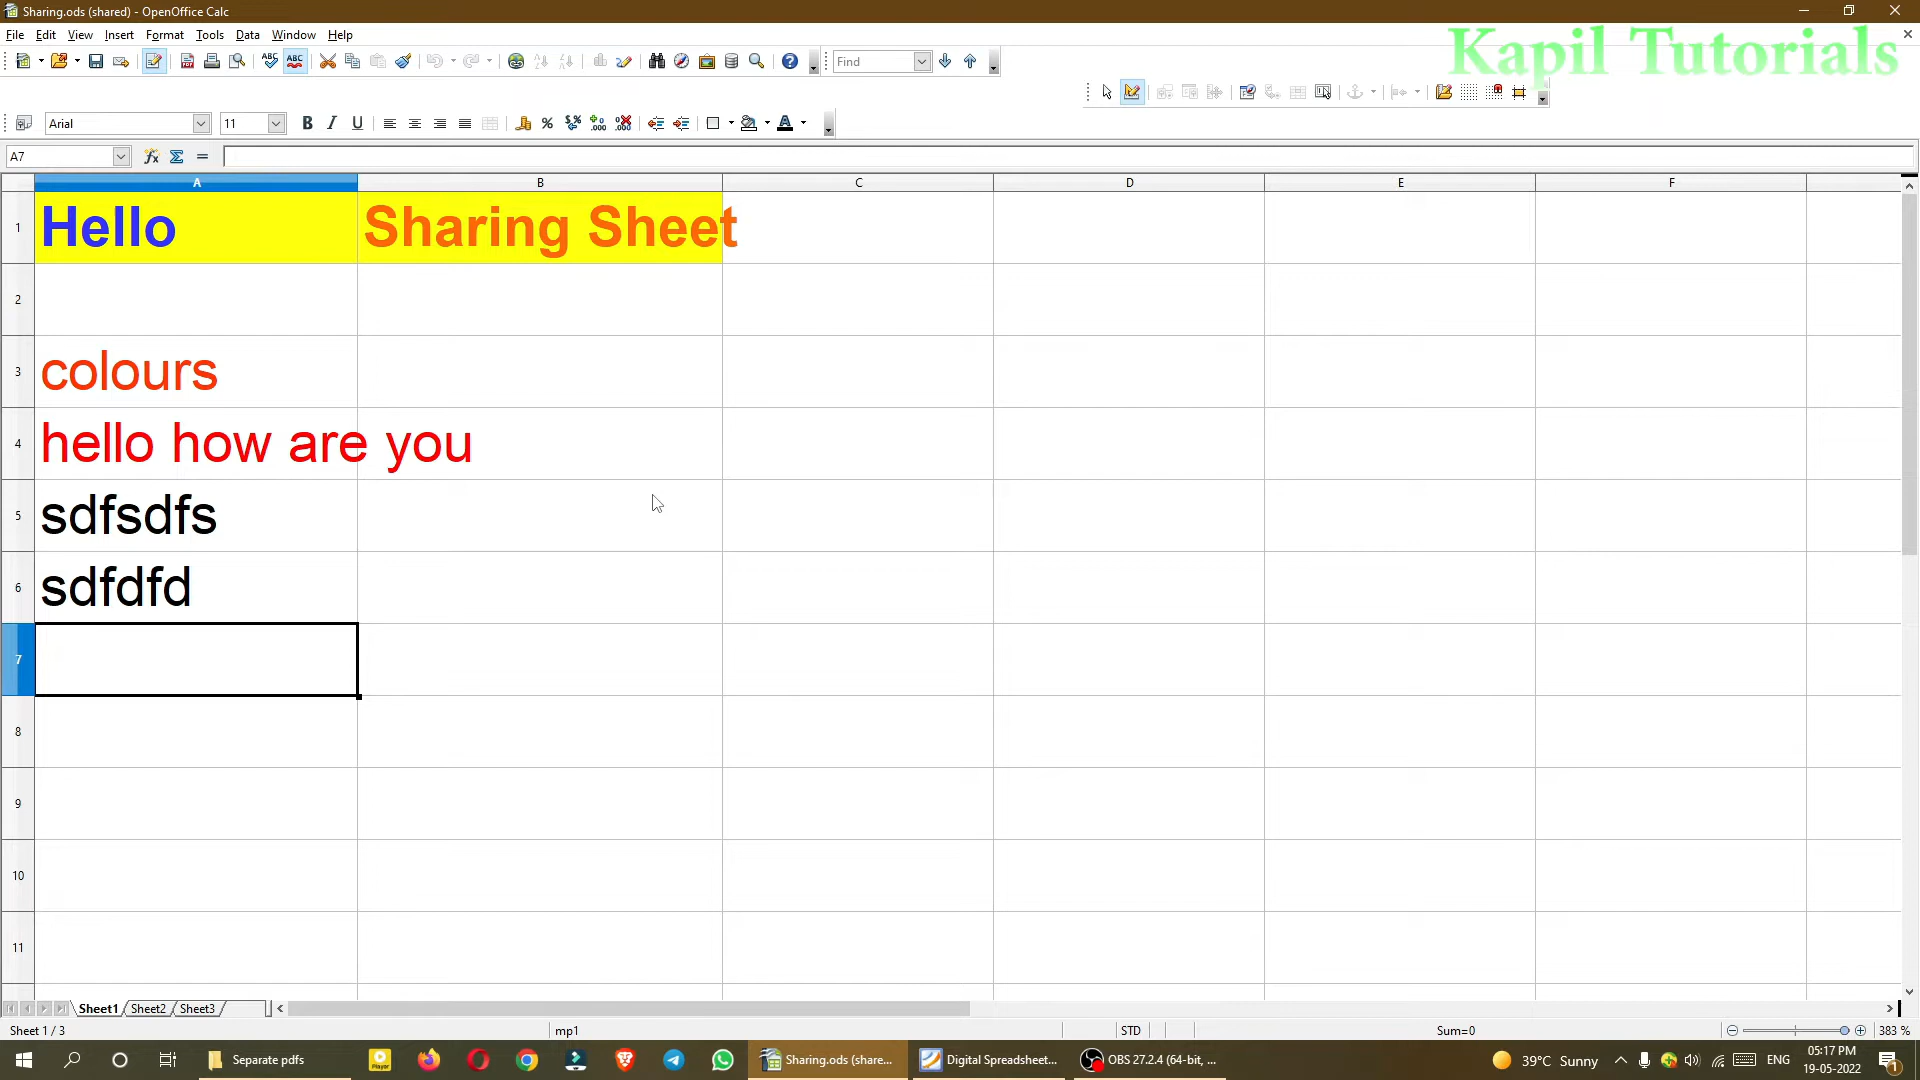 Sharing.ods (shared) - OpenOffice Calc
File Edit View Insert Format Tools Data Window Help
Kapil Tutorials
Find
Arial 11
A7
A B C D E F
1 Hello Sharing Sheet
2
3 colours
4 hello how are you
5 sdfsdfs
6 sdfdfd
7
8
9
10
11
Sheet1 Sheet2 Sheet3
Sheet 1 / 3 mp1 STD Sum=0 383 %
Separate pdfs Sharing.ods (share... Digital Spreadsheet... OBS 27.2.4 (64-bit, ... 39°C Sunny ENG 05:17 PM
19-05-2022